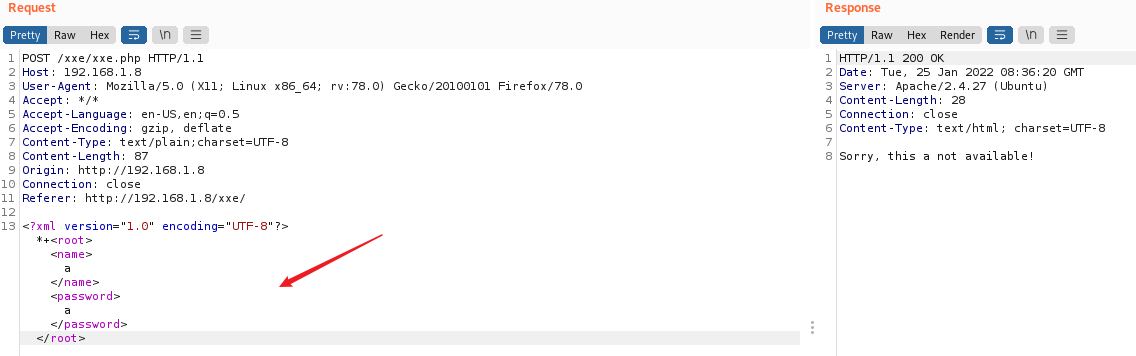 Request
Pretty Raw Hex \n
1 POST /xxe/xxe.php HTTP/1.1
2 Host: 192.168.1.8
3 User-Agent: Mozilla/5.0 (X11; Linux x86_64; rv:78.0) Gecko/20100101 Firefox/78.0
4 Accept: */*
5 Accept-Language: en-US,en;q=0.5
6 Accept-Encoding: gzip, deflate
7 Content-Type: text/plain;charset=UTF-8
8 Content-Length: 87
9 Origin: http://192.168.1.8
10 Connection: close
11 Referer: http://192.168.1.8/xxe/
12
13 <?xml version="1.0" encoding="UTF-8"?>
*+<root>
<name>
a
</name>
<password>
a
</password>
</root>
Response
Pretty Raw Hex Render \n
1 HTTP/1.1 200 OK
2 Date: Tue, 25 Jan 2022 08:36:20 GMT
3 Server: Apache/2.4.27 (Ubuntu)
4 Content-Length: 28
5 Connection: close
6 Content-Type: text/html; charset=UTF-8
7
8 Sorry, this a not available!